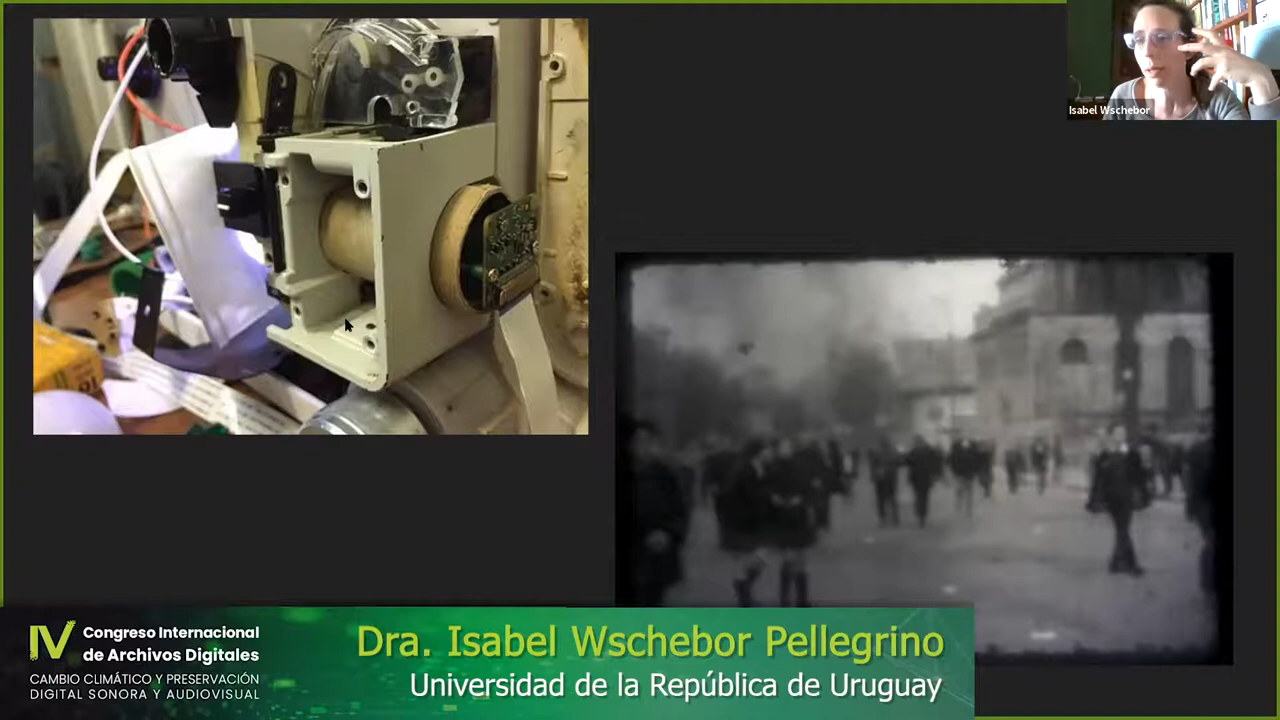 Isabel Wschebor
IV Congreso Internacional
de Archivos Digitales
CAMBIO CLIMÁTICO Y PRESERVACIÓN
DIGITAL SONORA Y AUDIOVISUAL
Dra. Isabel Wschebor Pellegrino
Universidad de la República de Uruguay